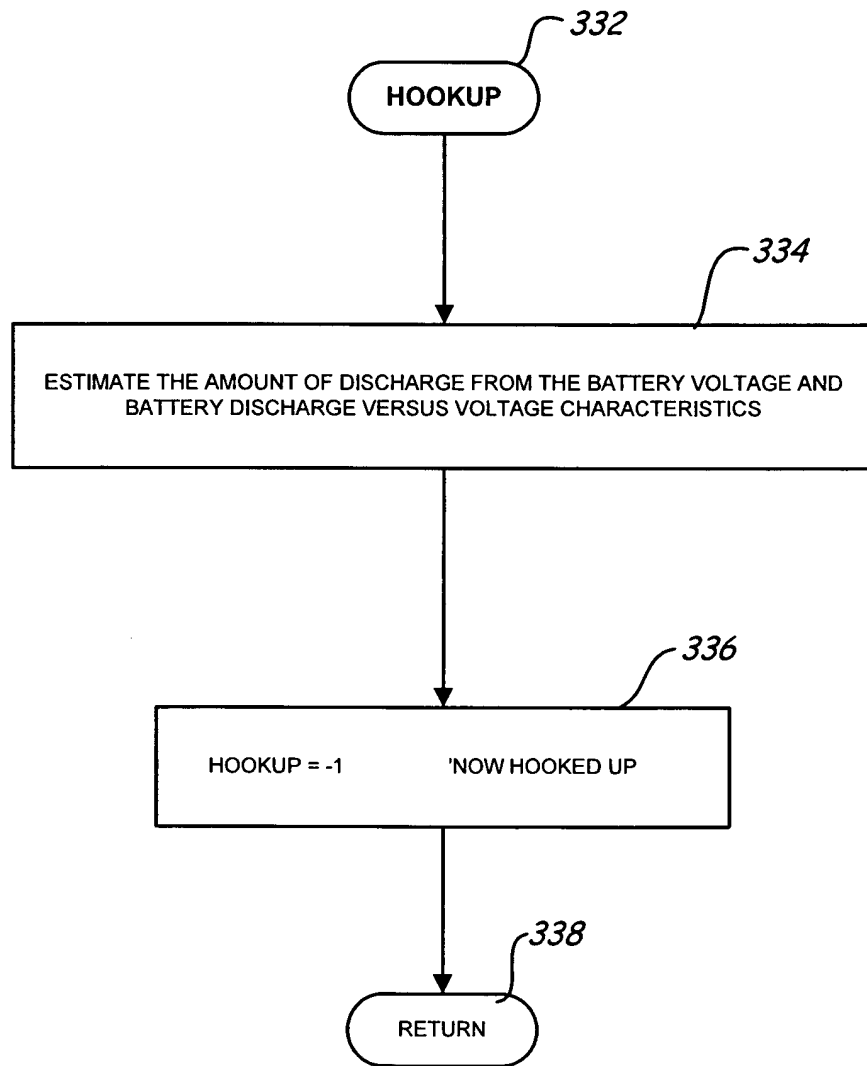 332
HOOKUP
334
ESTIMATE THE AMOUNT OF DISCHARGE FROM THE BATTERY VOLTAGE AND
BATTERY DISCHARGE VERSUS VOLTAGE CHARACTERISTICS
336
HOOKUP = -1 'NOW HOOKED UP
338
RETURN